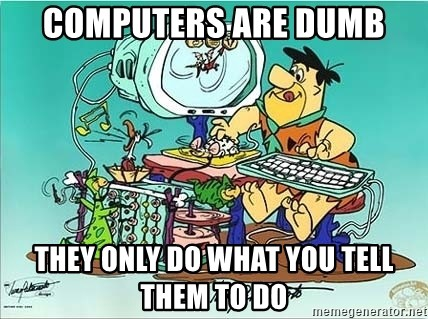 COMPUTERS ARE DUMB
THEY ONLY DO WHAT YOU TELL
THEM TO DO
memegenerator.net